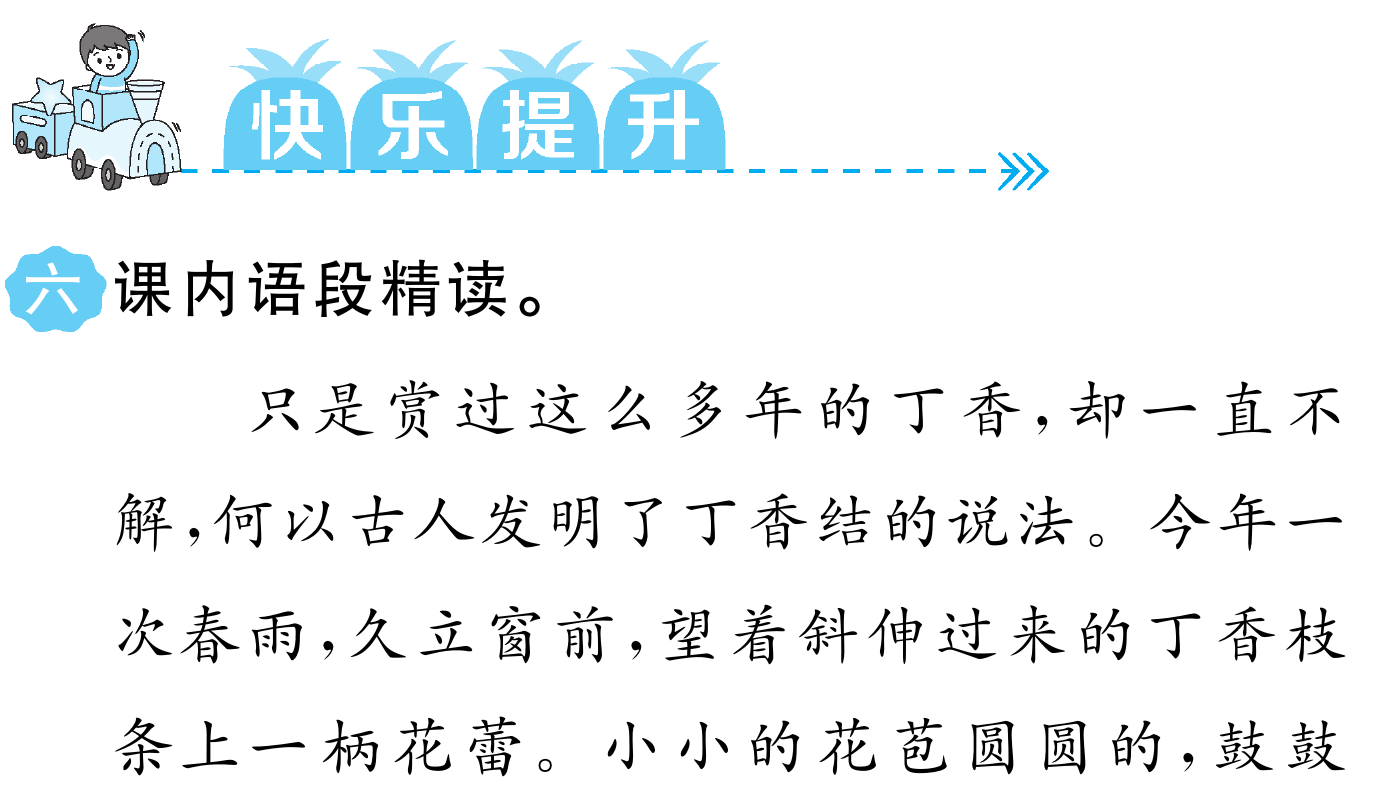 快乐提升
六 课内语段精读。
只是赏过这么多年的丁香,却一直不
解,何以古人发明了丁香结的说法。今年一
次春雨,久立窗前,望着斜伸过来的丁香枝
条上一柄花蕾。小小的花苞圆圆的,鼓鼓